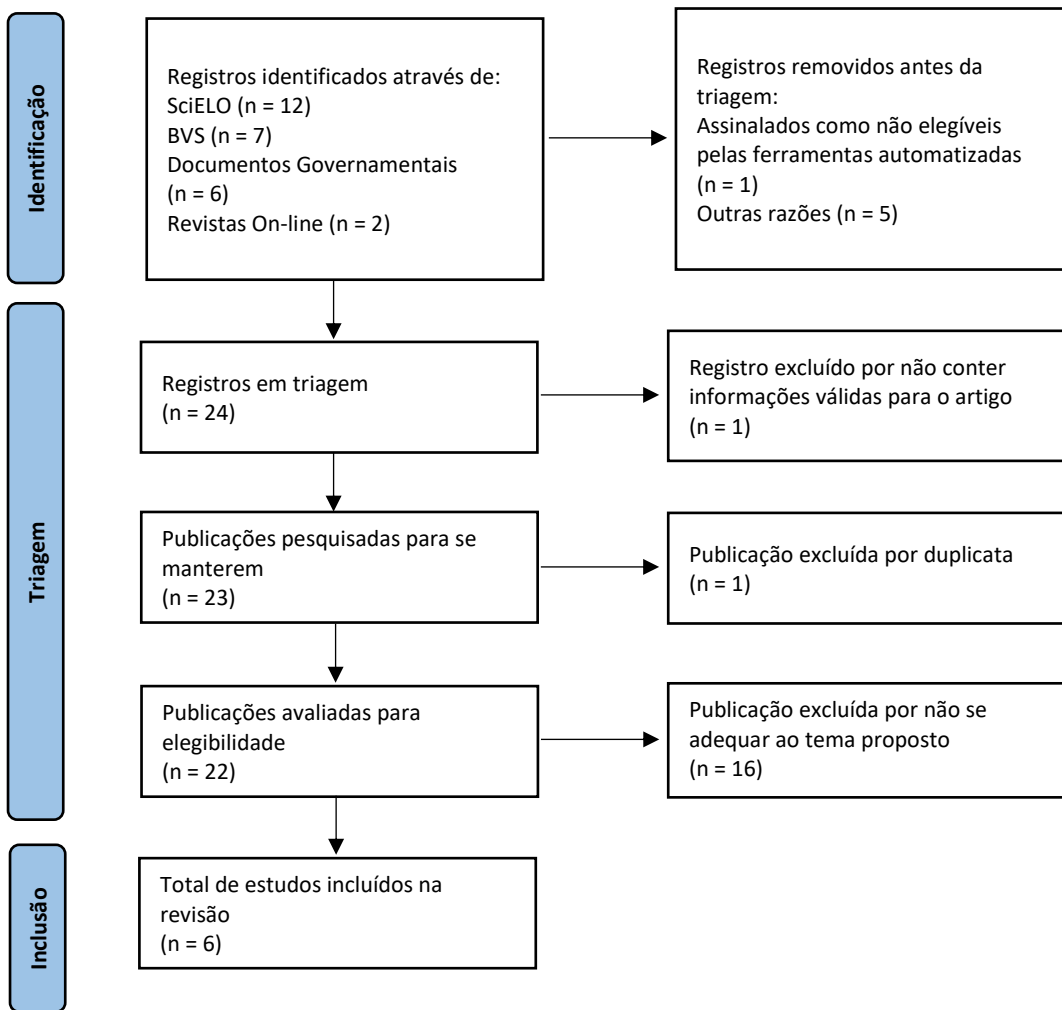 Identificação
Registros identificados através de:
SciELO (n = 12)
BVS (n = 7)
Documentos Governamentais
(n = 6)
Revistas On-line (n = 2)
Registros removidos antes da
triagem:
Assinalados como não elegíveis
pelas ferramentas automatizadas
(n = 1)
Outras razões (n = 5)
Triagem
Registros em triagem
(n = 24)
Registro excluído por não conter
informações válidas para o artigo
(n = 1)
Publicações pesquisadas para se
manterem
(n = 23)
Publicação excluída por duplicata
(n = 1)
Publicações avaliadas para
elegibilidade
(n = 22)
Publicação excluída por não se
adequar ao tema proposto
(n = 16)
Inclusão
Total de estudos incluídos na
revisão
(n = 6)